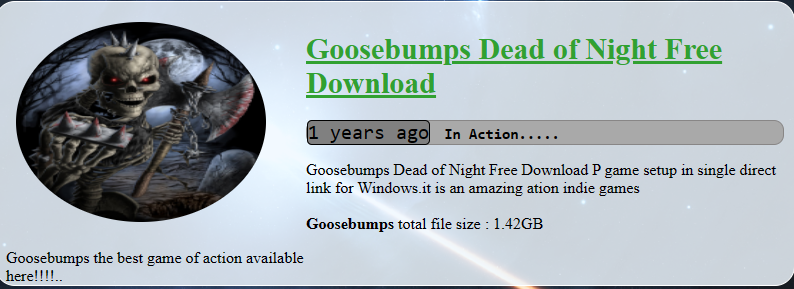 Goosebumps Dead of Night Free
Download
1 years ago In Action.....
Goosebumps Dead of Night Free Download P game setup in single direct
link for Windows.it is an amazing ation indie games
Goosebumps total file size : 1.42GB
Goosebumps the best game of action available
here!!!!..